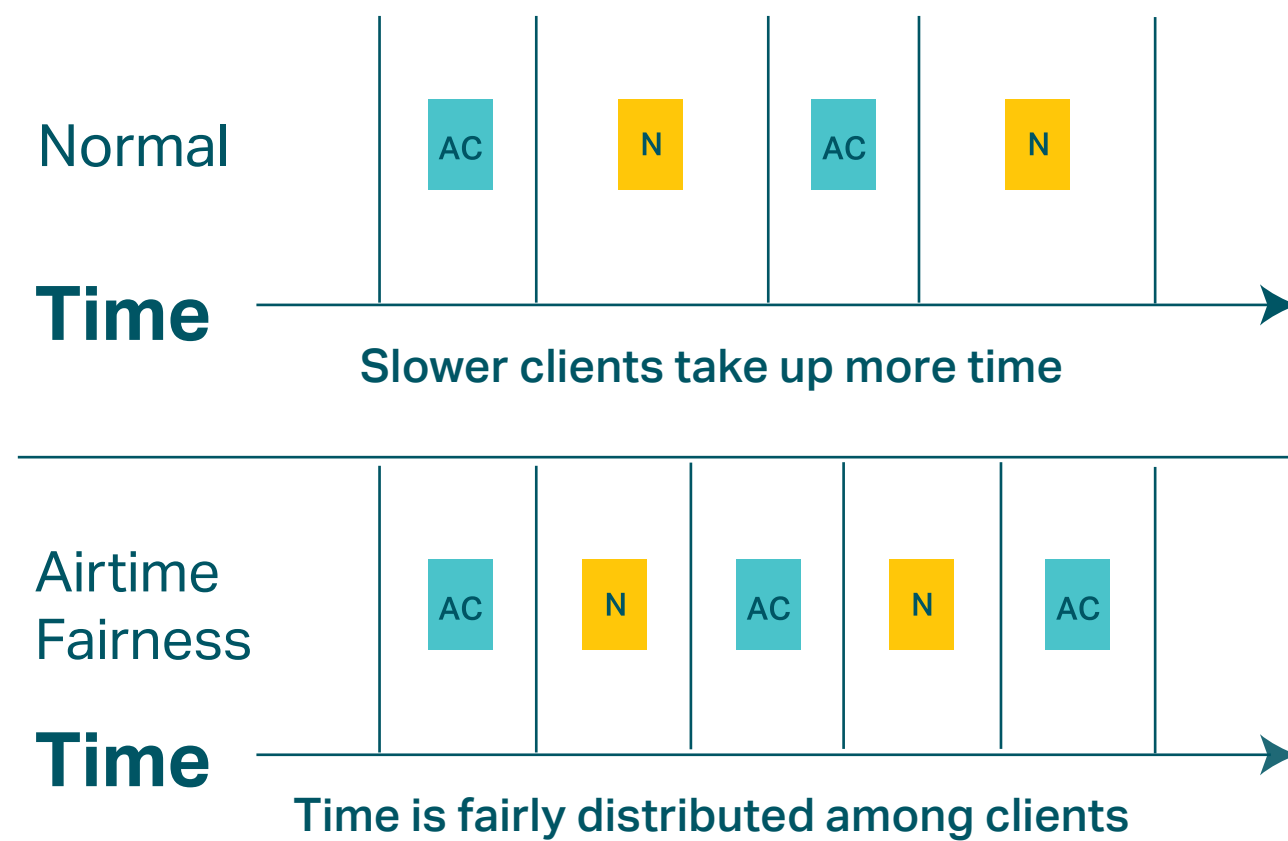 Normal
AC
N
AC
N
Time
Slower clients take up more time
Airtime
Fairness
AC
N
AC
N
AC
Time
Time is fairly distributed among clients